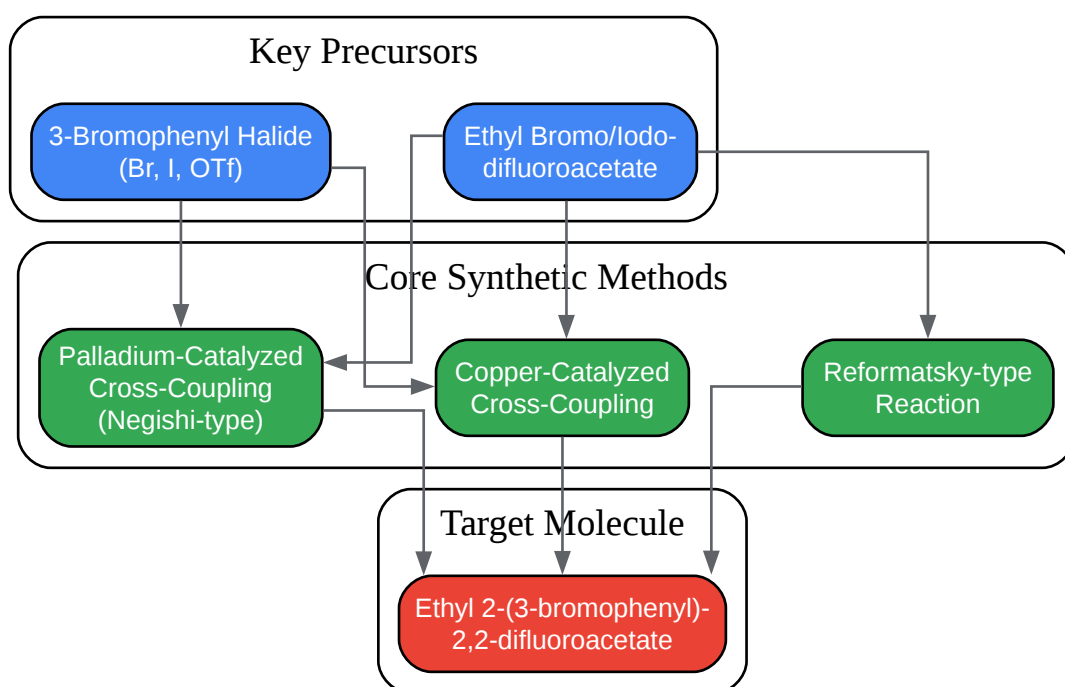 Key Precursors
3-Bromophenyl Halide
(Br, I, OTf)
Ethyl Bromo/Iodo-
difluoroacetate
Core Synthetic Methods
Palladium-Catalyzed
Cross-Coupling
(Negishi-type)
Copper-Catalyzed
Cross-Coupling
Reformatsky-type
Reaction
Target Molecule
Ethyl 2-(3-bromophenyl)-
2,2-difluoroacetate